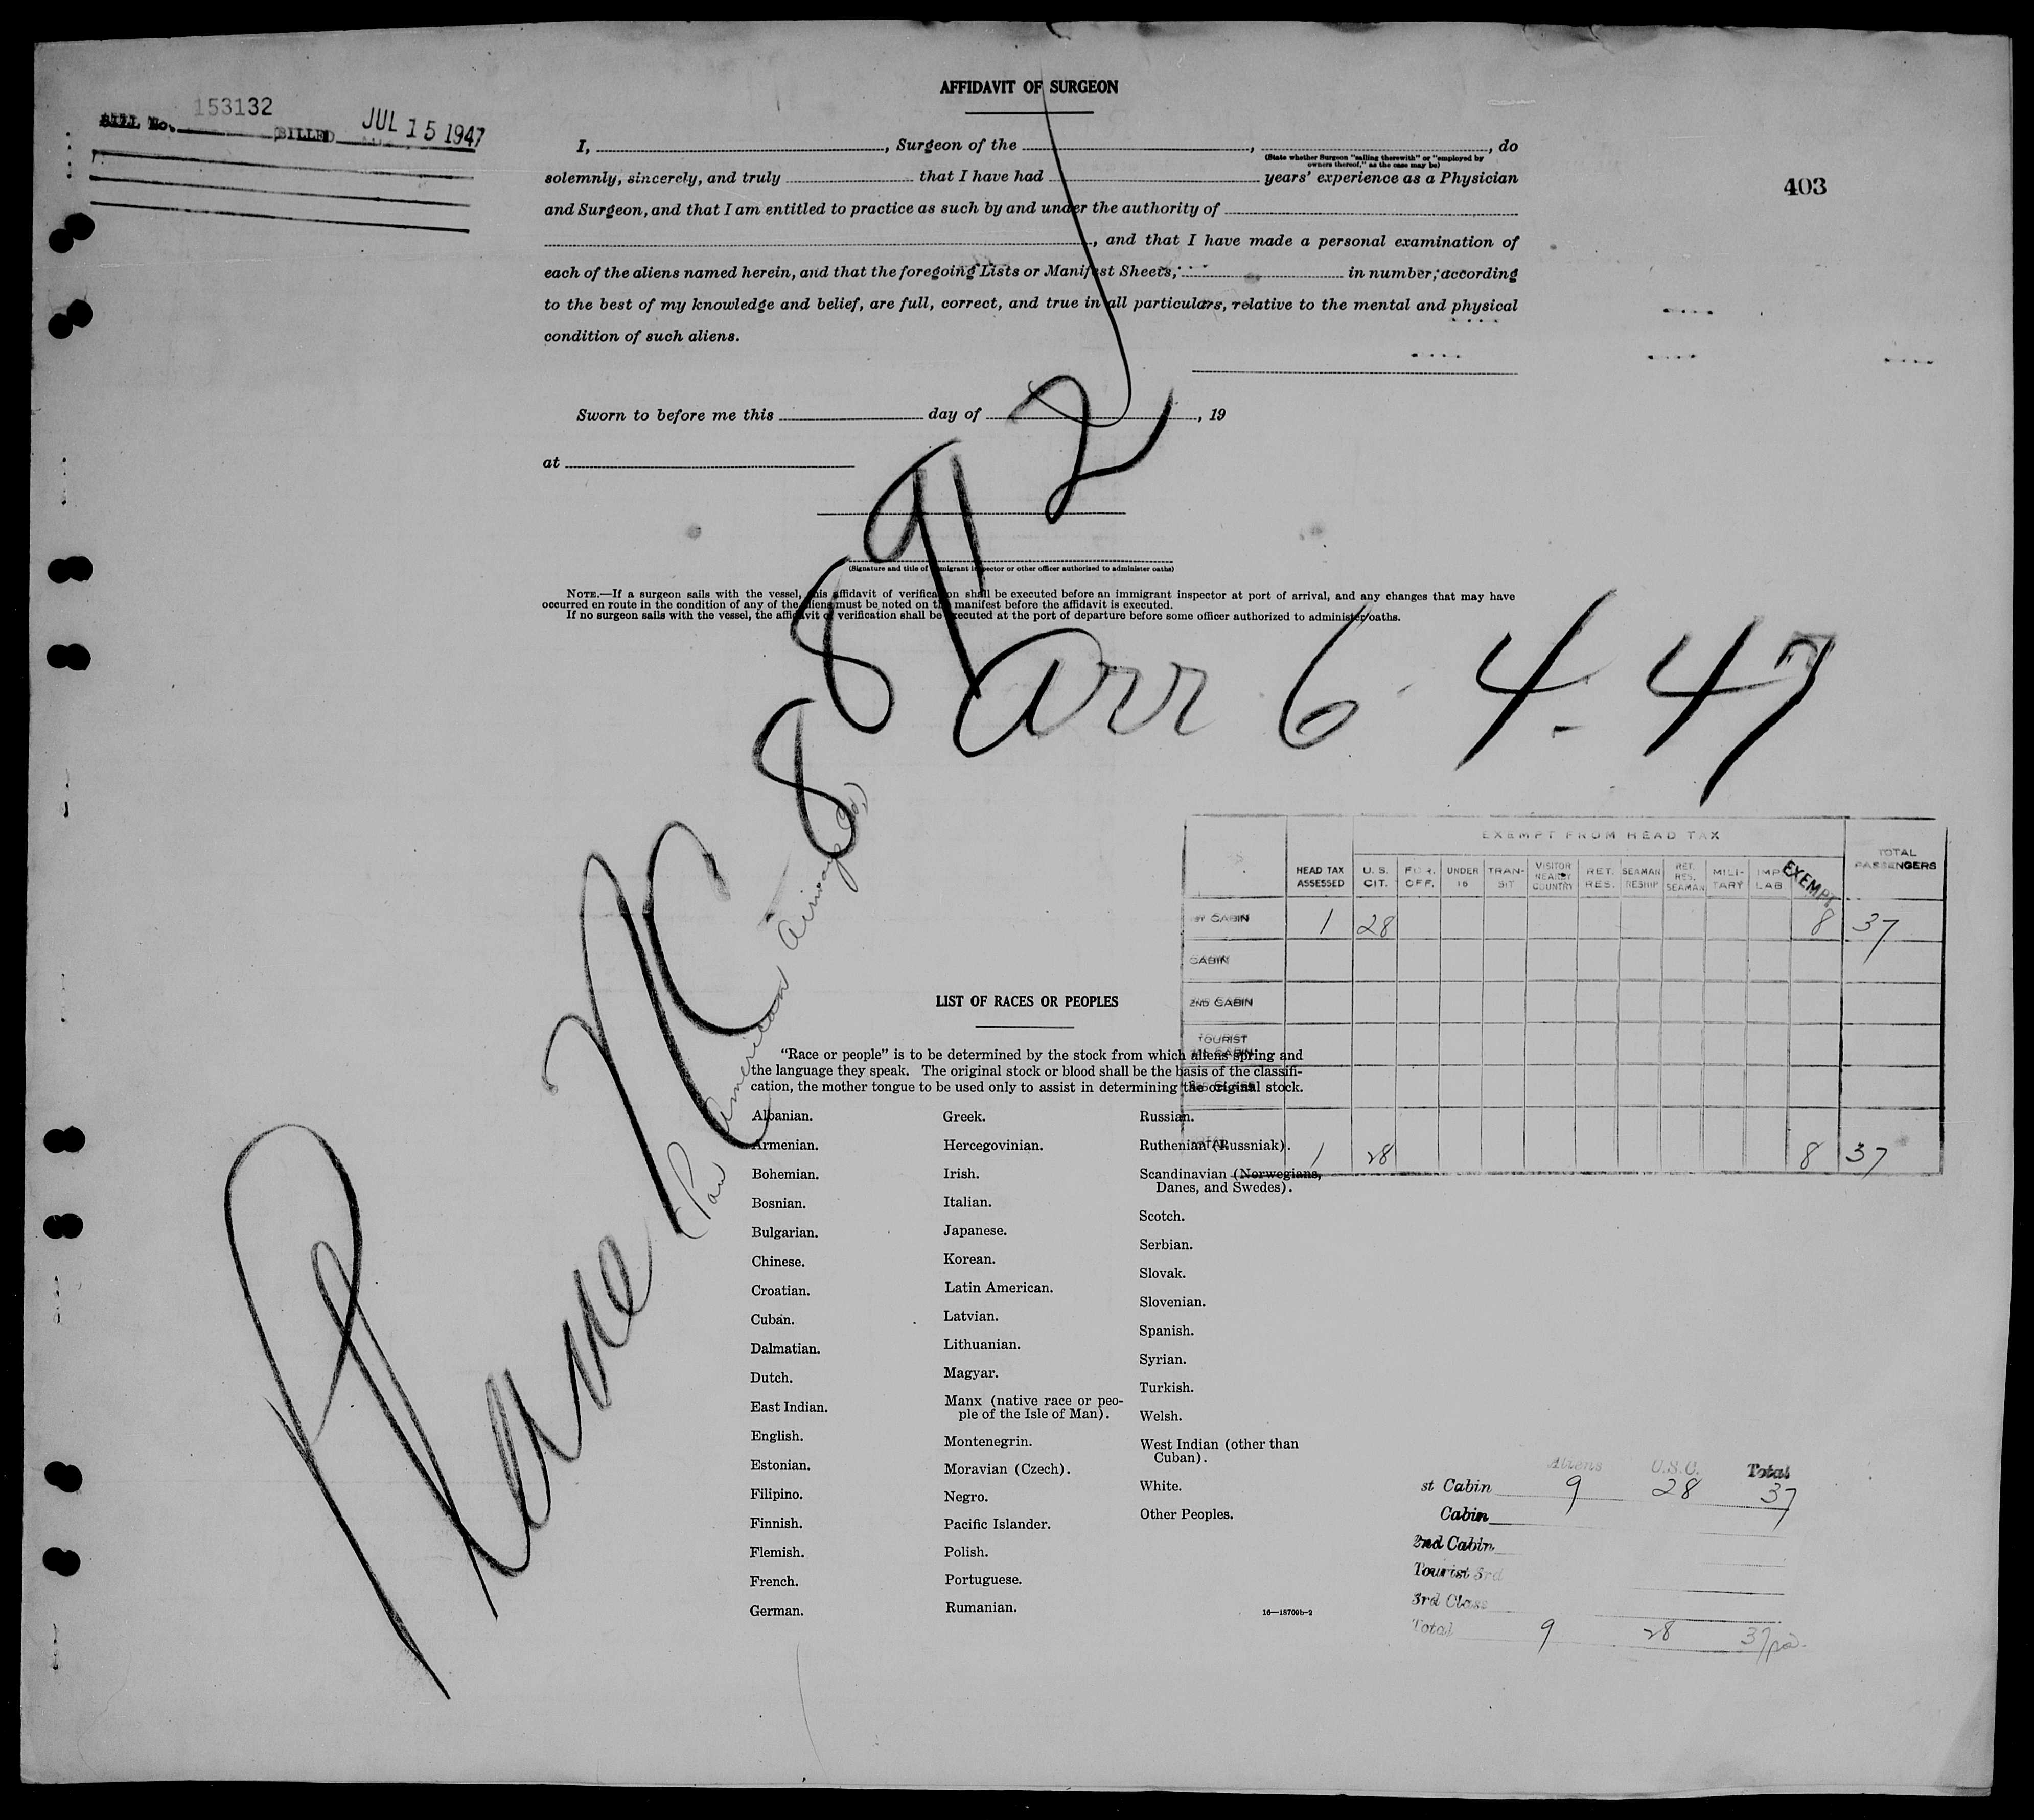 AFFIDAVIT OF SURGEON
BILL No. 153132 BILLED JUL 15 1947
403
I, , Surgeon of the , , do
(State whether Surgeon "sailing therewith" or "employed by
owners thereof," as the case may be)
solemnly, sincerely, and truly that I have had years' experience as a Physician
and Surgeon, and that I am entitled to practice as such by and under the authority of
, and that I have made a personal examination of
each of the aliens named herein, and that the foregoing Lists or Manifest Sheets, in number, according
to the best of my knowledge and belief, are full, correct, and true in all particulars, relative to the mental and physical
condition of such aliens.
Sworn to before me this day of , 19
at
(Signature and title of immigrant inspector or other officer authorized to administer oaths)
NOTE.—If a surgeon sails with the vessel, this affidavit of verification shall be executed before an immigrant inspector at port of arrival, and any changes that may have
occurred en route in the condition of any of the aliens must be noted on the manifest before the affidavit is executed.
If no surgeon sails with the vessel, the affidavit of verification shall be executed at the port of departure before some officer authorized to administer oaths.
Plane NC 88912
(Pan American Airways Co,)
arr 6 4 - 47
EXEMPT FROM HEAD TAX
HEAD TAX ASSESSED U. S. CIT. FOR. OFF. UNDER 16 TRANSIT VISITOR NEAREST COUNTRY RET. RES. SEAMAN RESHIP RET. RES. SEAMAN MILITARY IMP LAB EXEMPT TOTAL PASSENGERS
1ST CABIN 1 28 8 37
CABIN
2ND CABIN
TOURIST
3RD CABIN
3RD CLASS
TOTAL 1 28 8 37
LIST OF RACES OR PEOPLES
"Race or people" is to be determined by the stock from which aliens spring and
the language they speak. The original stock or blood shall be the basis of the classifi-
cation, the mother tongue to be used only to assist in determining the original stock.
Albanian.
Armenian.
Bohemian.
Bosnian.
Bulgarian.
Chinese.
Croatian.
Cuban.
Dalmatian.
Dutch.
East Indian.
English.
Estonian.
Filipino.
Finnish.
Flemish.
French.
German.
Greek.
Hercegovinian.
Irish.
Italian.
Japanese.
Korean.
Latin American.
Latvian.
Lithuanian.
Magyar.
Manx (native race or peo-
ple of the Isle of Man).
Montenegrin.
Moravian (Czech).
Negro.
Pacific Islander.
Polish.
Portuguese.
Rumanian.
Russian.
Ruthenian (Russniak).
Scandinavian (Norwegians,
Danes, and Swedes).
Scotch.
Serbian.
Slovak.
Slovenian.
Spanish.
Syrian.
Turkish.
Welsh.
West Indian (other than
Cuban).
White.
Other Peoples.
16—18709b-2
Aliens U.S.C. Total
st Cabin 9 28 37
Cabin
2nd Cabin
Tourist 3rd
3rd Class
Total 9 28 37